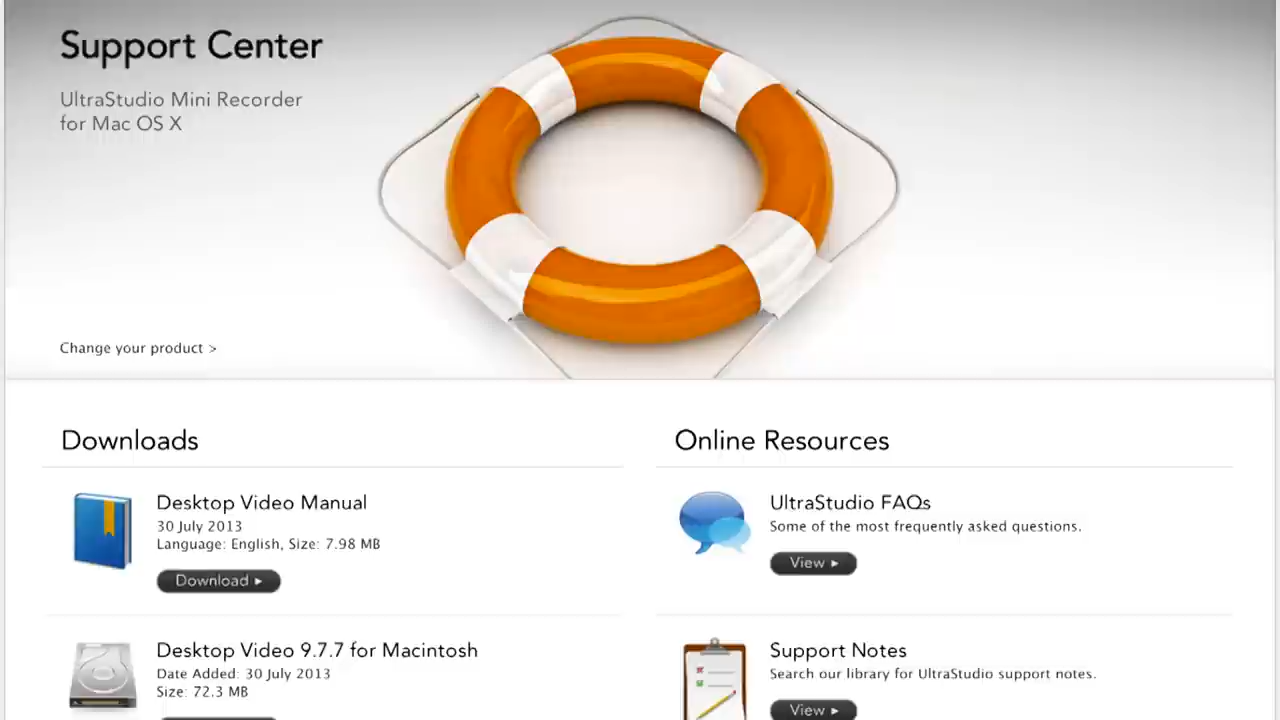 Support Center
UltraStudio Mini Recorder
for Mac OS X
Change your product >
Downloads
Desktop Video Manual
30 July 2013
Language: English, Size: 7.98 MB
Download ▸
Desktop Video 9.7.7 for Macintosh
Date Added: 30 July 2013
Size: 72.3 MB
Online Resources
UltraStudio FAQs
Some of the most frequently asked questions.
View ▸
Support Notes
Search our library for UltraStudio support notes.
View ▸